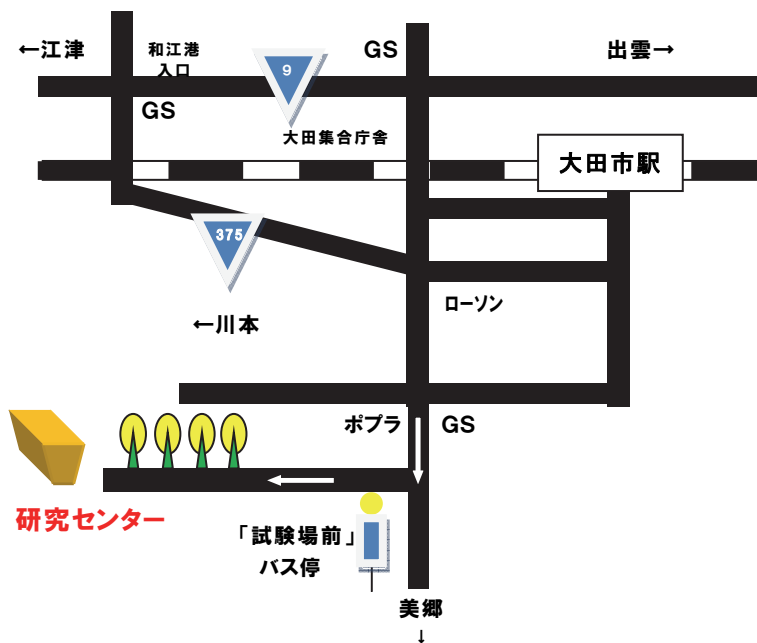 ←江津
和江港
入口
GS
出雲→
9
GS
大田集合庁舎
大田市駅
375
ローソン
←川本
ポプラ
GS
研究センター
「試験場前」
バス停
美郷
↓